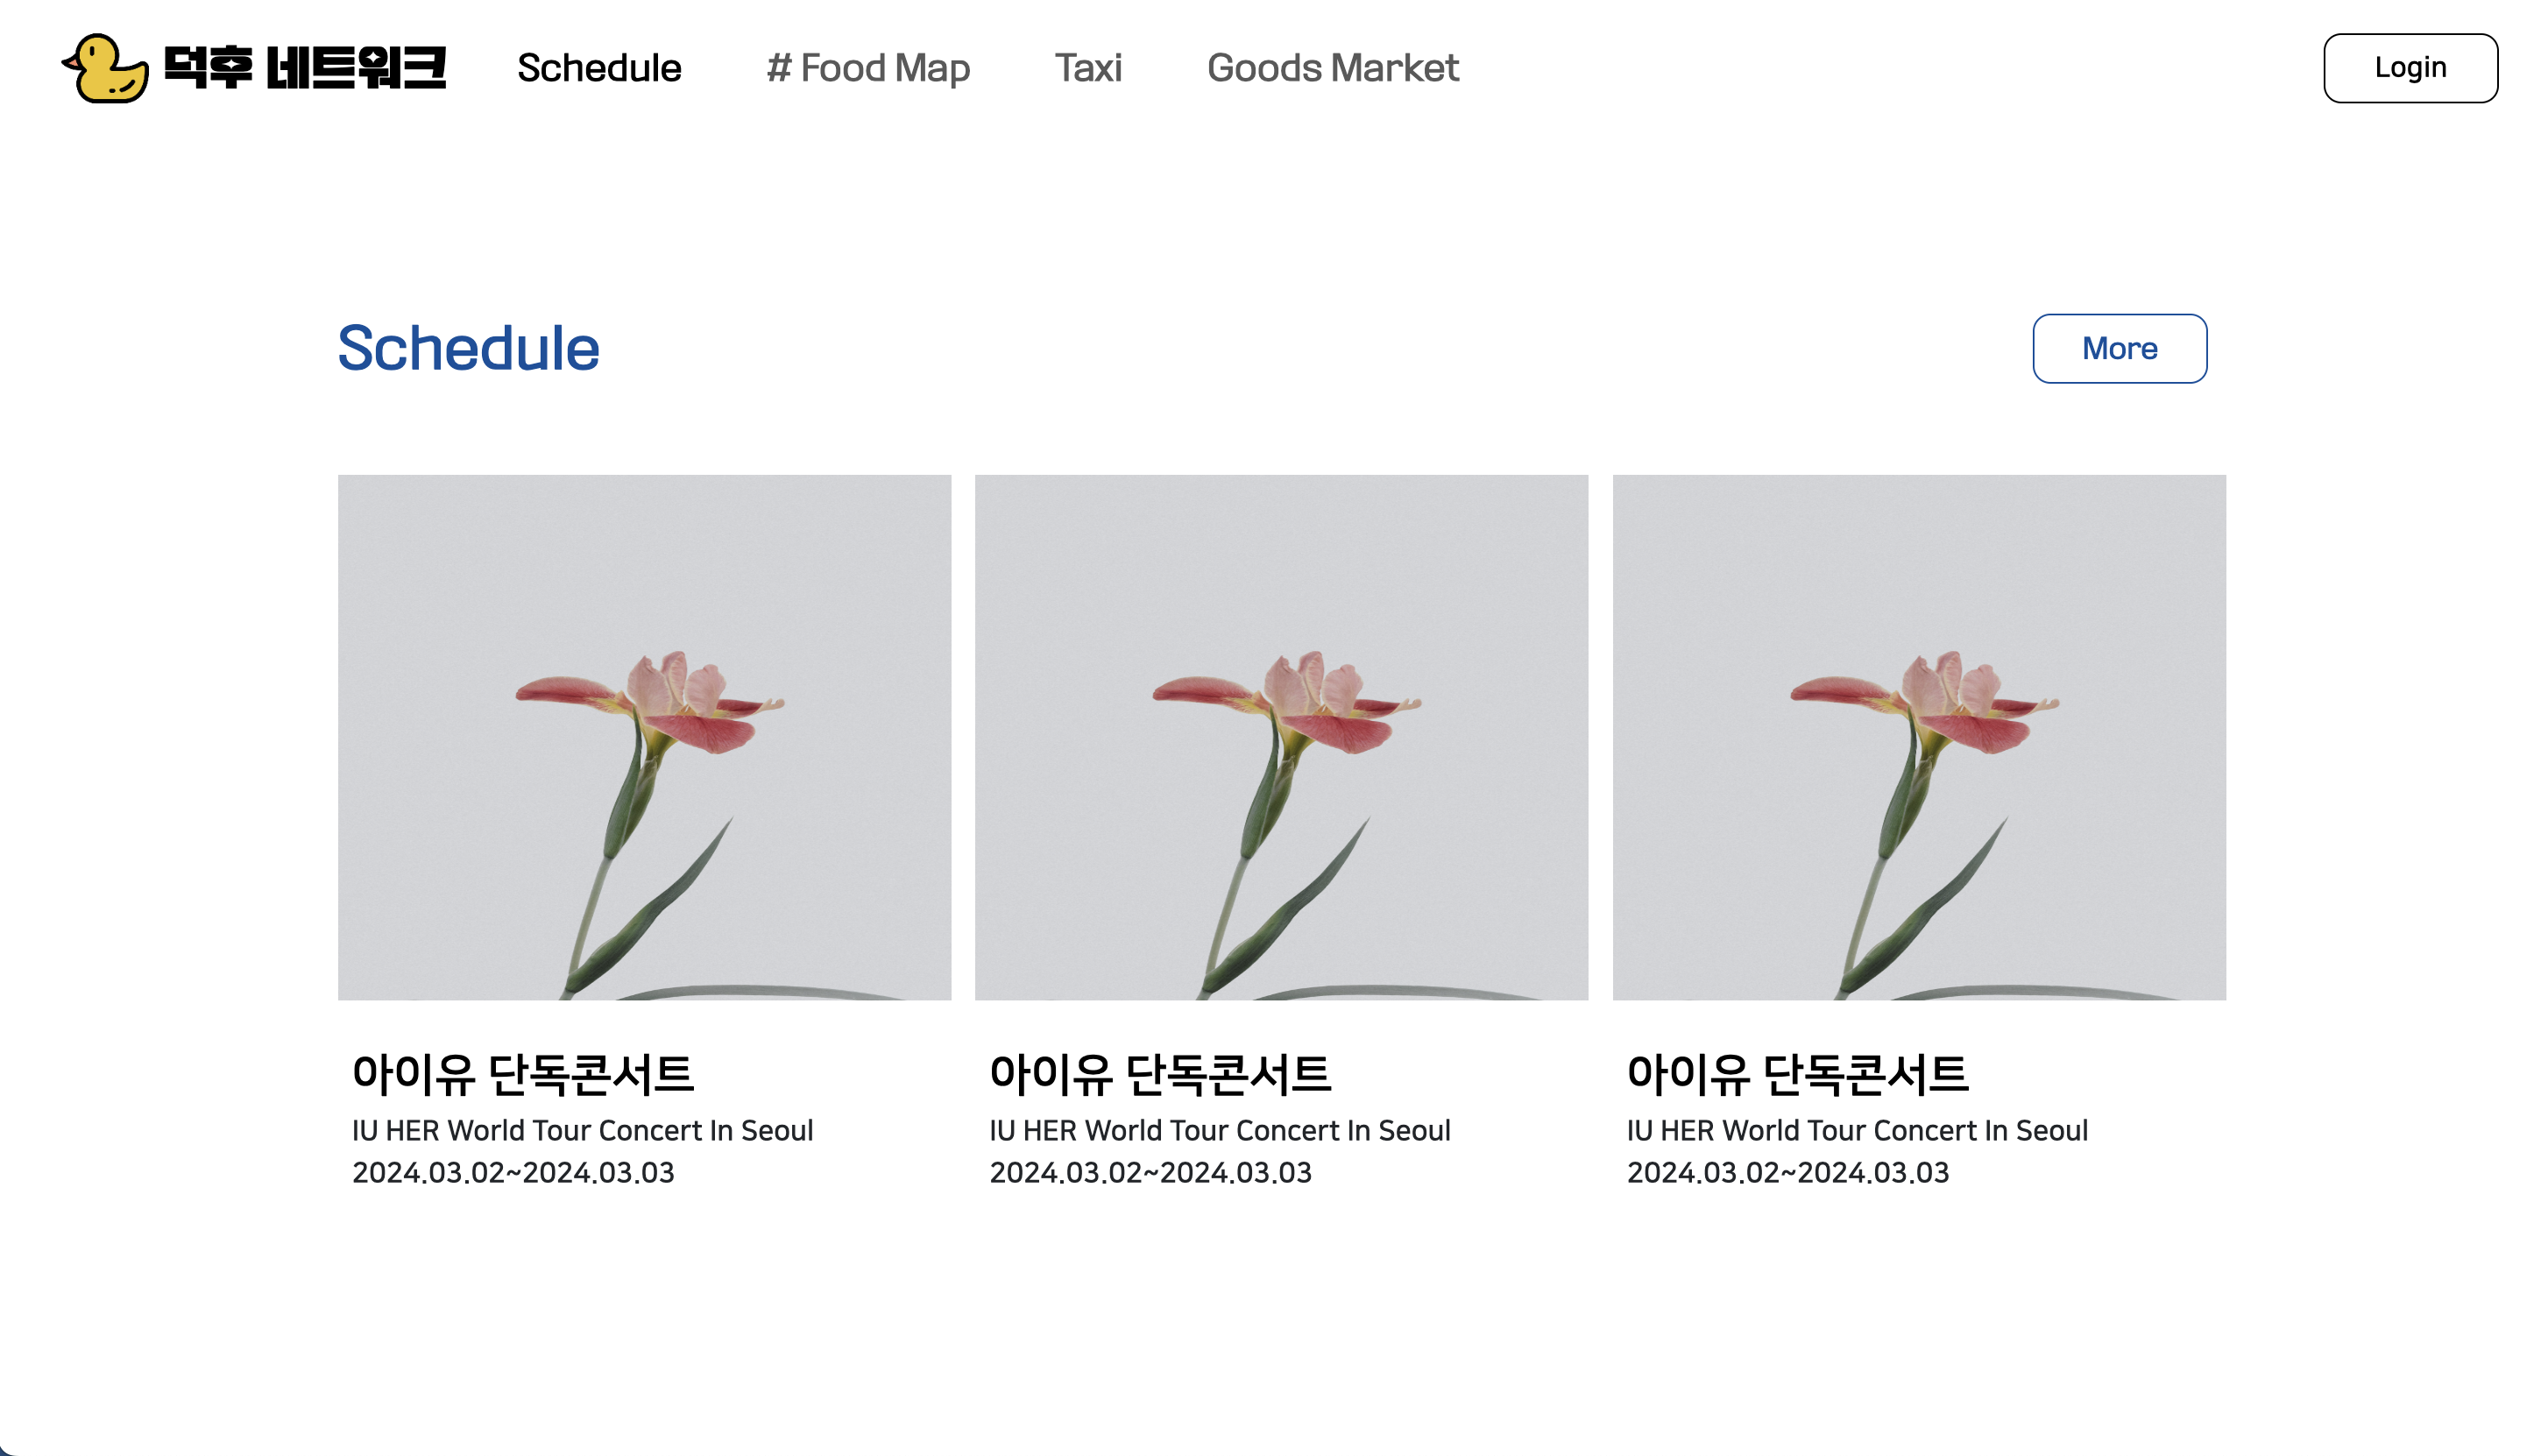 덕후 네트워크
Schedule
# Food Map
Taxi
Goods Market
Login
Schedule
More
아이유 단독콘서트
IU HER World Tour Concert In Seoul
2024.03.02~2024.03.03
아이유 단독콘서트
IU HER World Tour Concert In Seoul
2024.03.02~2024.03.03
아이유 단독콘서트
IU HER World Tour Concert In Seoul
2024.03.02~2024.03.03